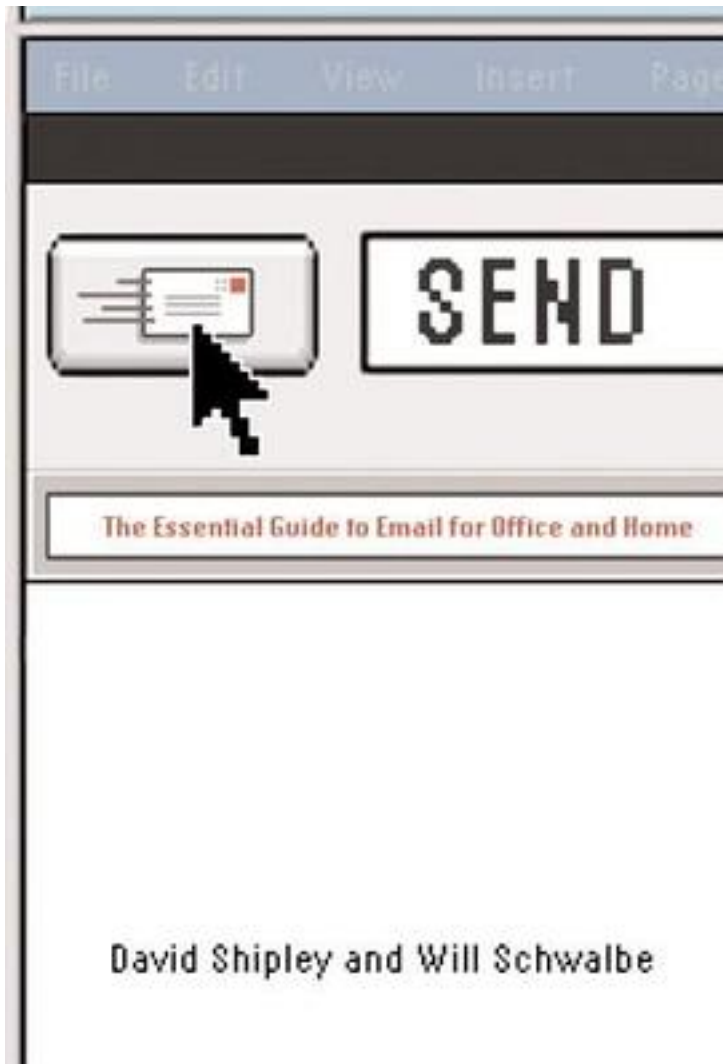 File Edit View Insert Page
SEND
The Essential Guide to Email for Office and Home
David Shipley and Will Schwalbe